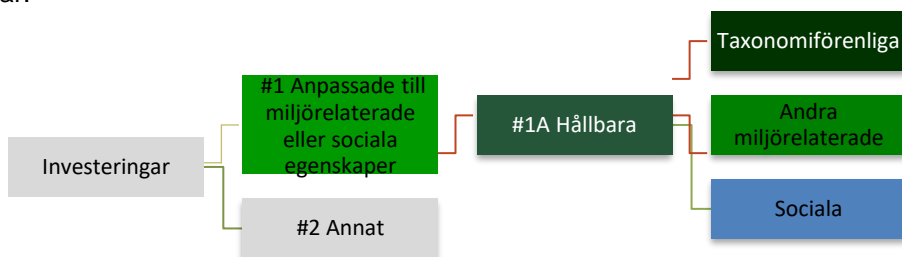 Taxonomiförenliga
#1 Anpassade till
miljörelaterade
eller sociala
egenskaper
#1A Hållbara
Andra
miljörelaterade
Investeringar
#2 Annat
Sociala